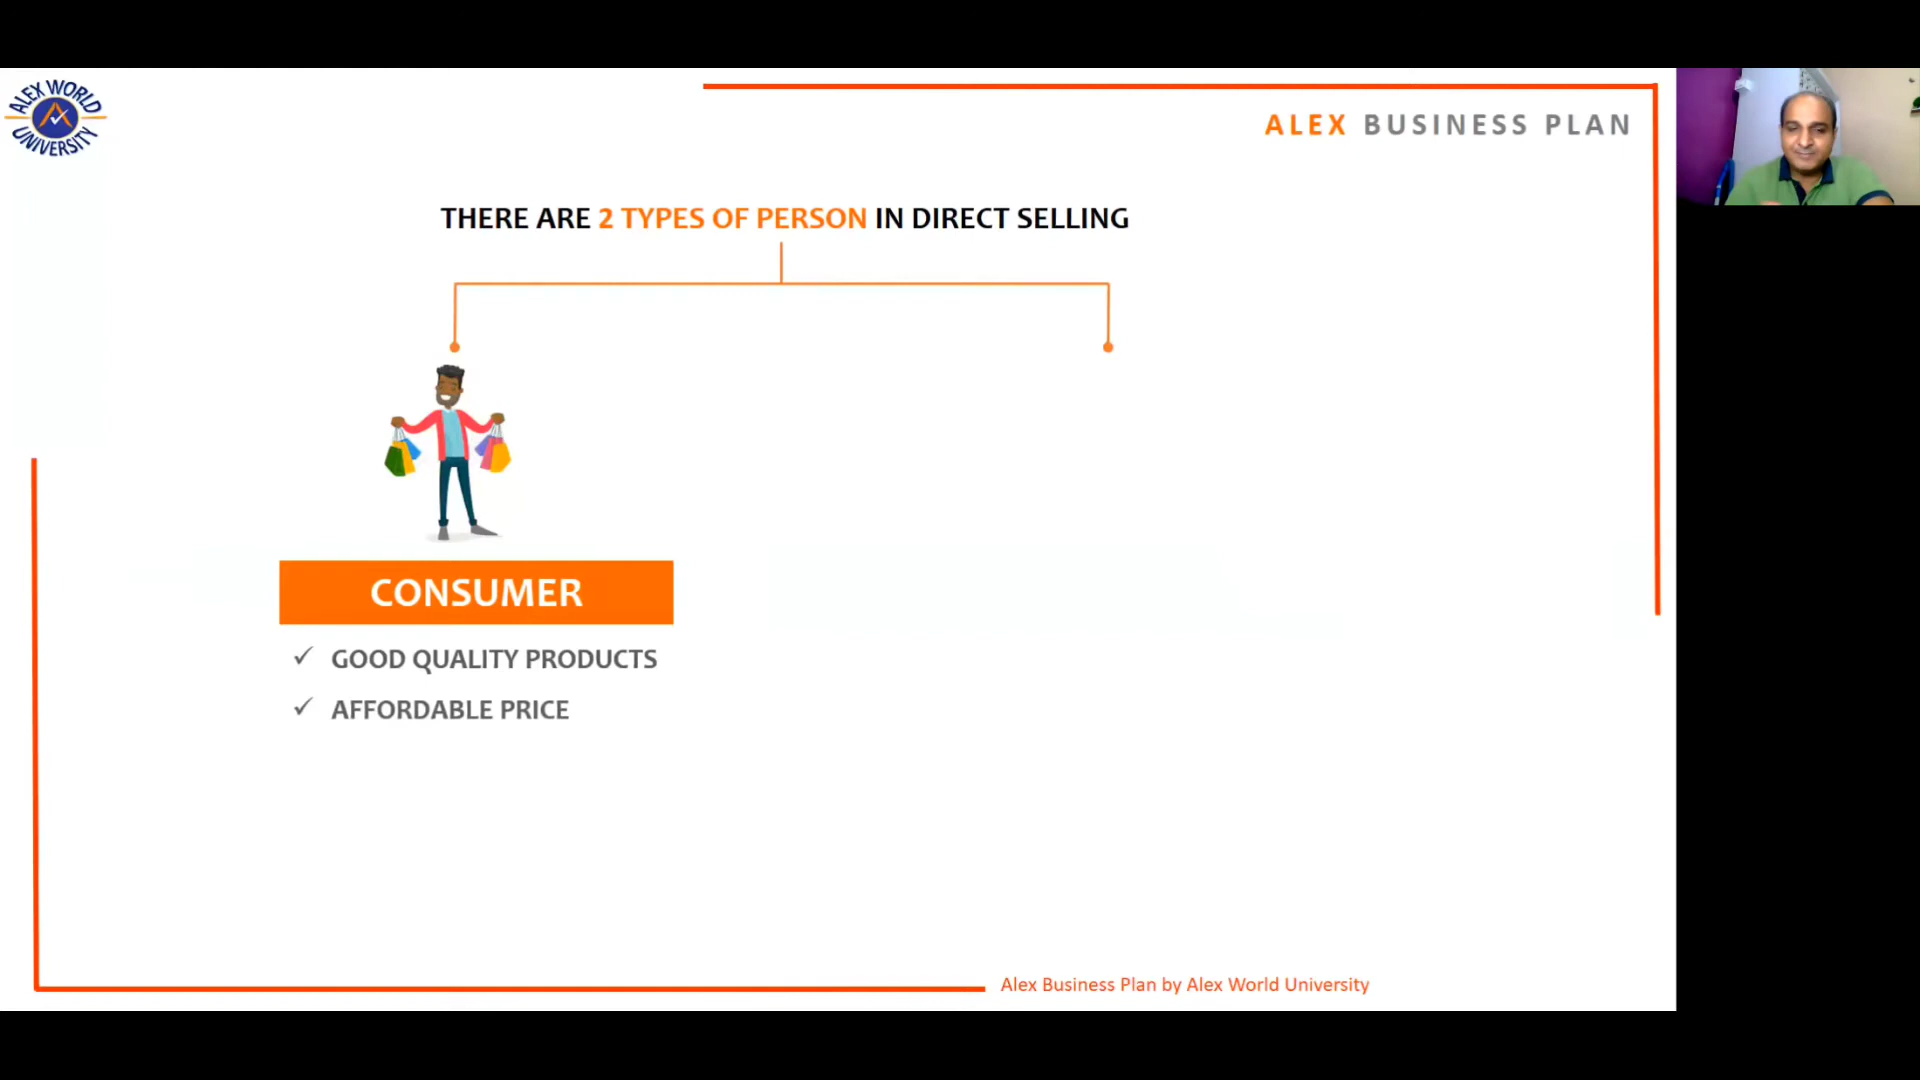 ALEX WORLD
UNIVERSITY
ALEX BUSINESS PLAN
THERE ARE 2 TYPES OF PERSON IN DIRECT SELLING
CONSUMER
✓ GOOD QUALITY PRODUCTS
✓ AFFORDABLE PRICE
Alex Business Plan by Alex World University